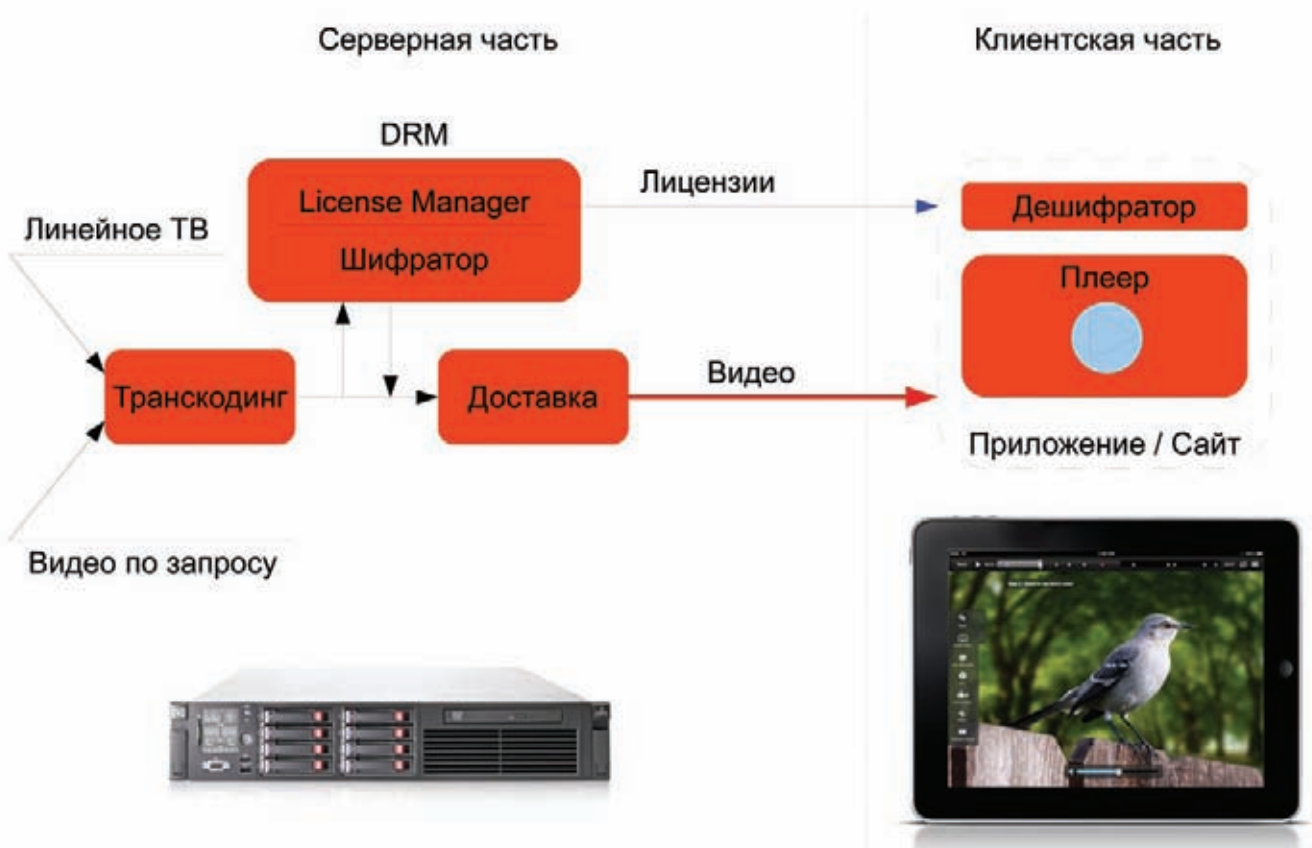 Серверная часть
Клиентская часть
DRM
License Manager
Шифратор
Лицензии
Дешифратор
Линейное ТВ
Плеер
Транскодинг
Доставка
Видео
Приложение / Сайт
Видео по запросу